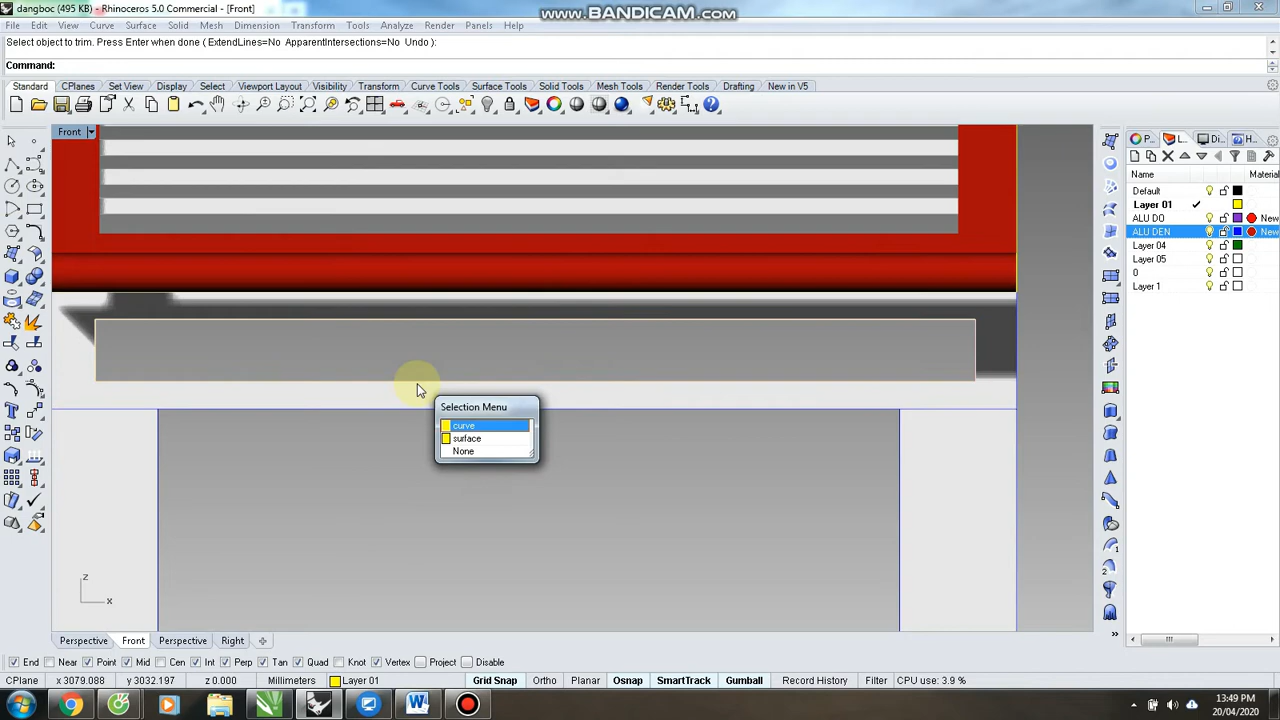 dangboc (495 KB) - Rhinoceros 5.0 Commercial - [Front]
www.BANDICAM.com
File Edit View Curve Surface Solid Mesh Dimension Transform Tools Analyze Render Panels Help
Select object to trim. Press Enter when done ( ExtendLines=No ApparentIntersections=No Undo ):
Command:
Standard CPlanes Set View Display Select Viewport Layout Visibility Transform Curve Tools Surface Tools Solid Tools Mesh Tools Render Tools Drafting New in V5
Front
P... L... Di... H...
Name Material
Default
Layer 01
ALU DO New
ALU DEN New
Layer 04
Layer 05
0
Layer 1
Selection Menu
curve
surface
None
z
x
Perspective Front Perspective Right
End Near Point Mid Cen Int Perp Tan Quad Knot Vertex Project Disable
CPlane x 3079.088 y 3032.197 z 0.000 Millimeters Layer 01 Grid Snap Ortho Planar Osnap SmartTrack Gumball Record History Filter CPU use: 3.9 %
13:49 PM
20/04/2020